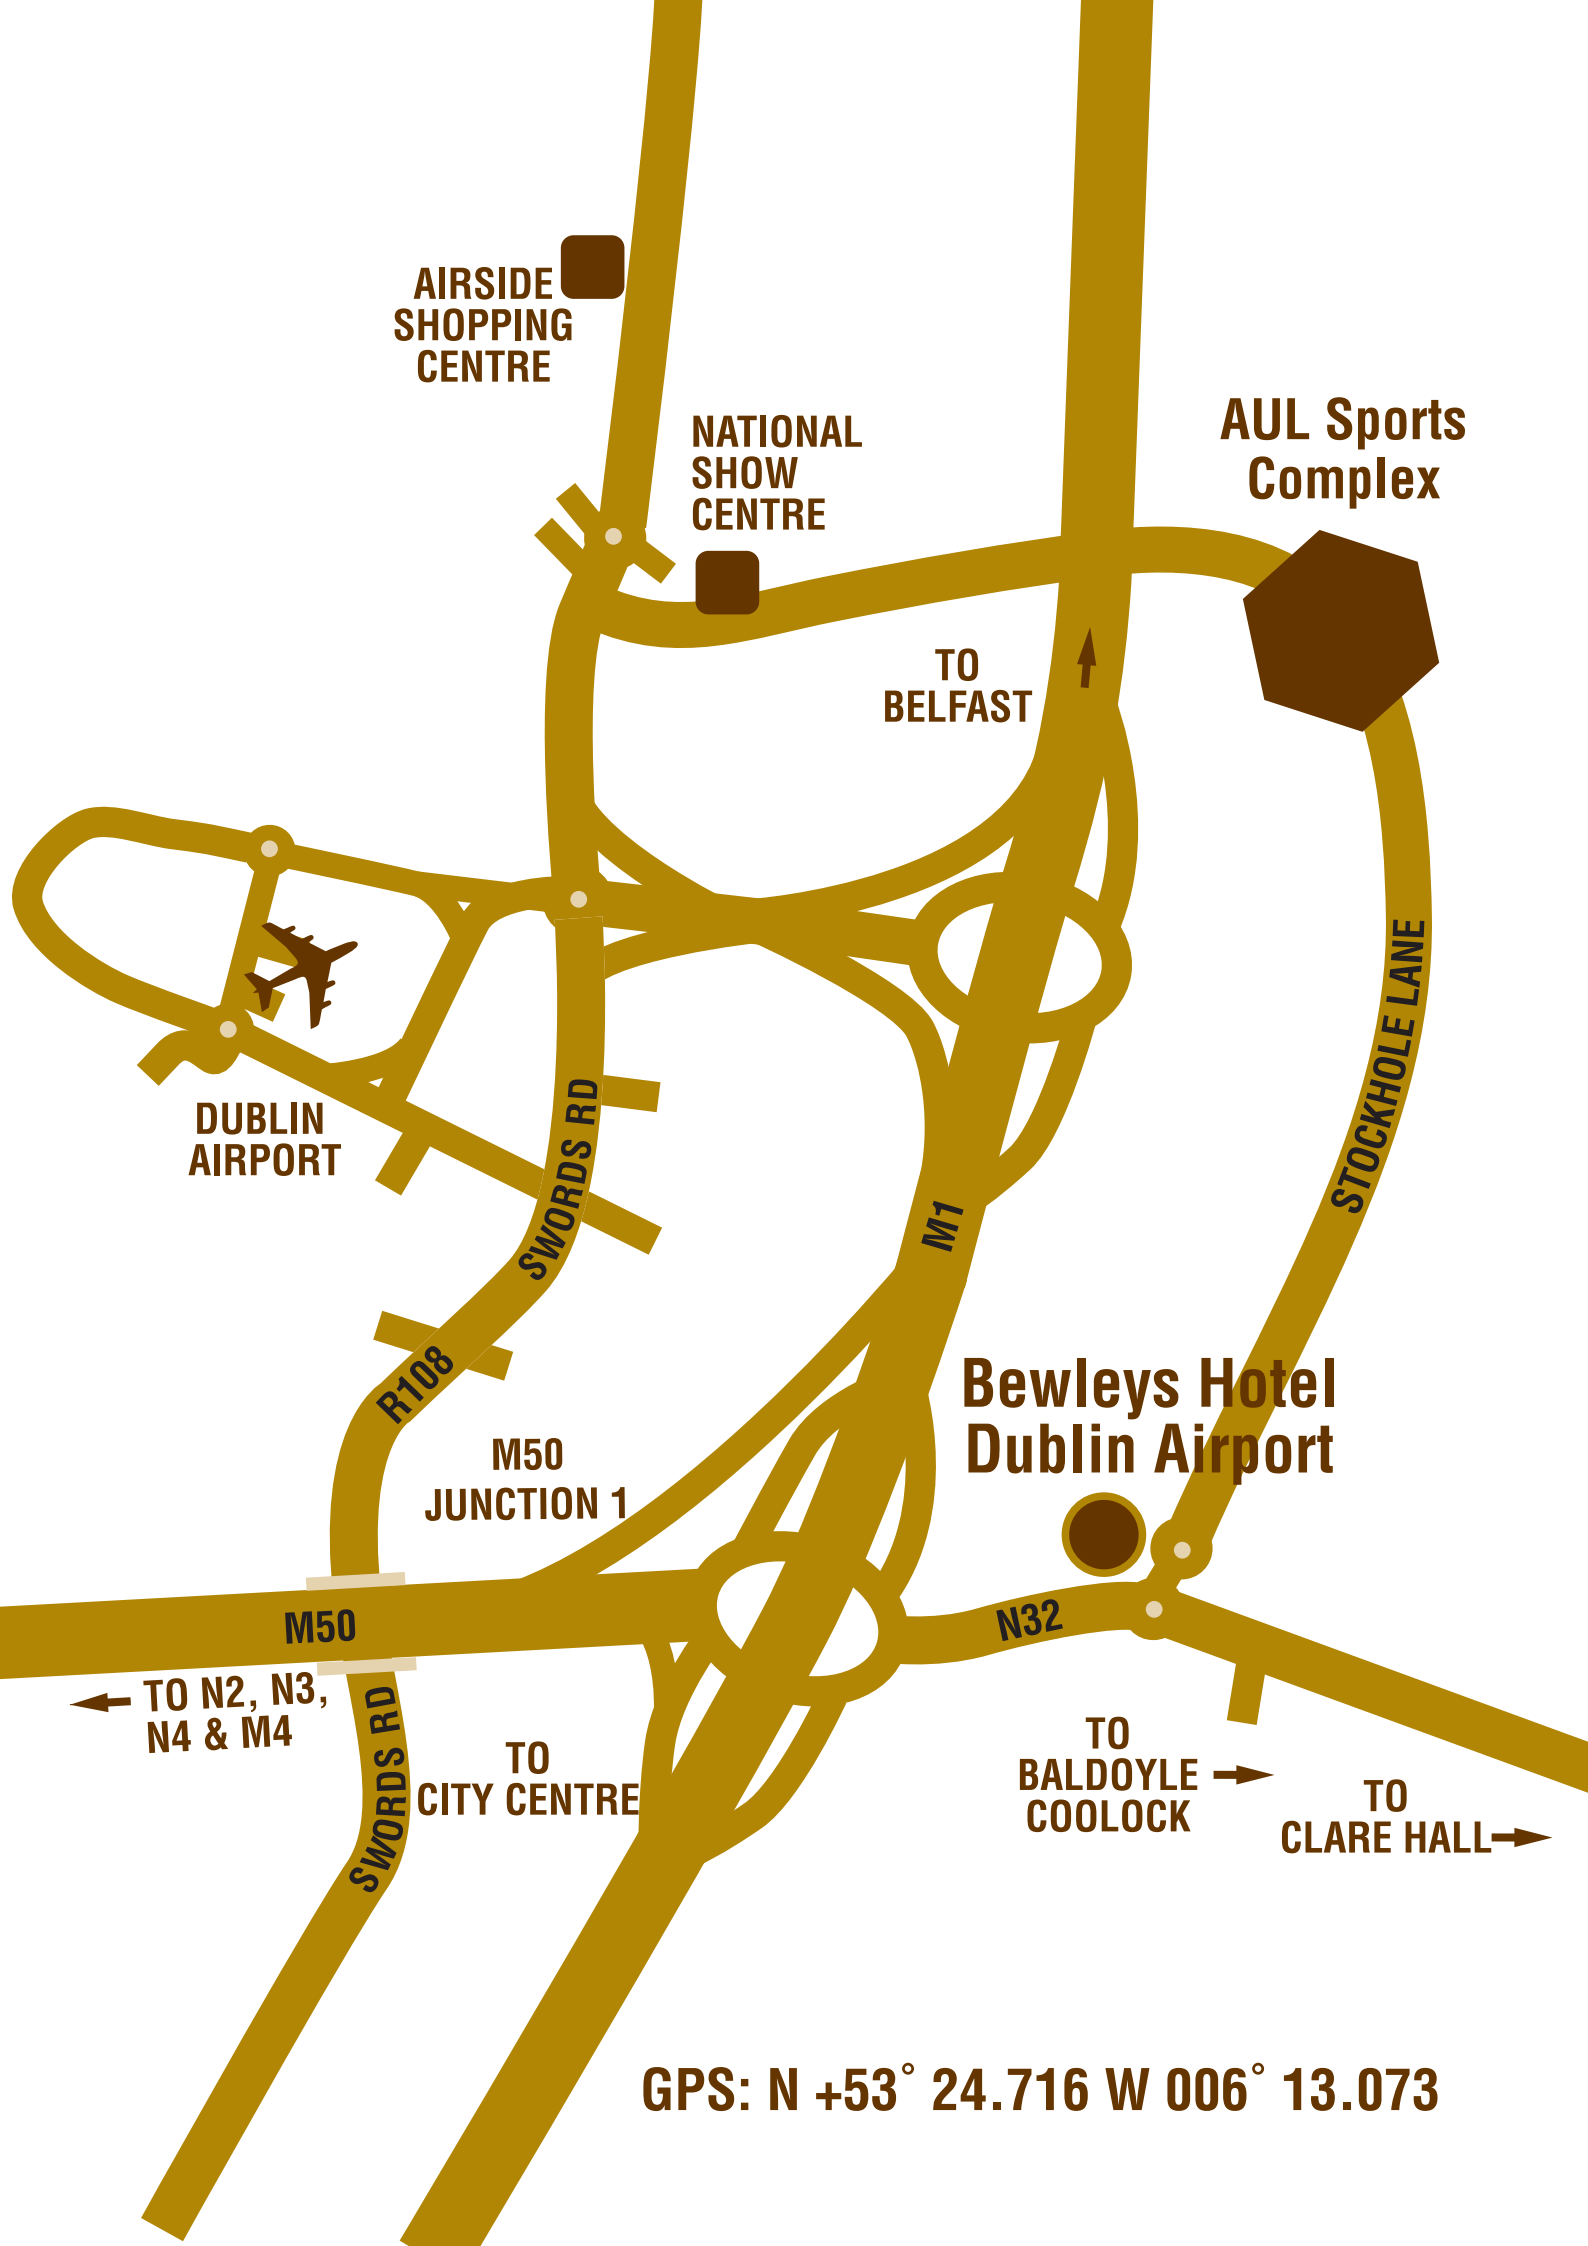 AIRSIDE
SHOPPING
CENTRE
NATIONAL
SHOW
CENTRE
AUL Sports
Complex
TO
BELFAST
DUBLIN
AIRPORT
SWORDS RD
STOCKHOLE LANE
M1
R108
Bewleys Hotel
Dublin Airport
M50
JUNCTION 1
M50
N32
TO N2, N3,
N4 & M4
SWORDS RD
TO
CITY CENTRE
TO
BALDOYLE
COOLOCK
TO
CLARE HALL
GPS: N +53° 24.716 W 006° 13.073